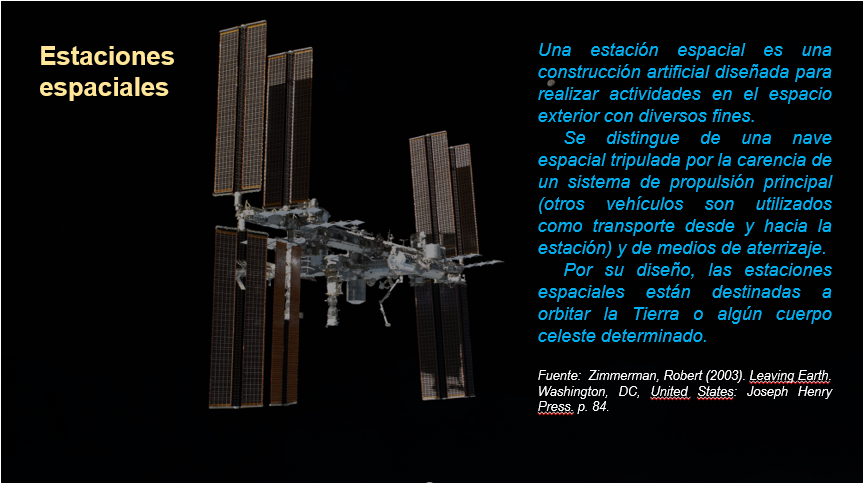 Estaciones
espaciales
Una estación espacial es una
construcción artificial diseñada para
realizar actividades en el espacio
exterior con diversos fines.
Se distingue de una nave
espacial tripulada por la carencia de
un sistema de propulsión principal
(otros vehículos son utilizados
como transporte desde y hacia la
estación) y de medios de aterrizaje.
Por su diseño, las estaciones
espaciales están destinadas a
orbitar la Tierra o algún cuerpo
celeste determinado.
Fuente: Zimmerman, Robert (2003). Leaving Earth.
Washington, DC, United States: Joseph Henry
Press. p. 84.